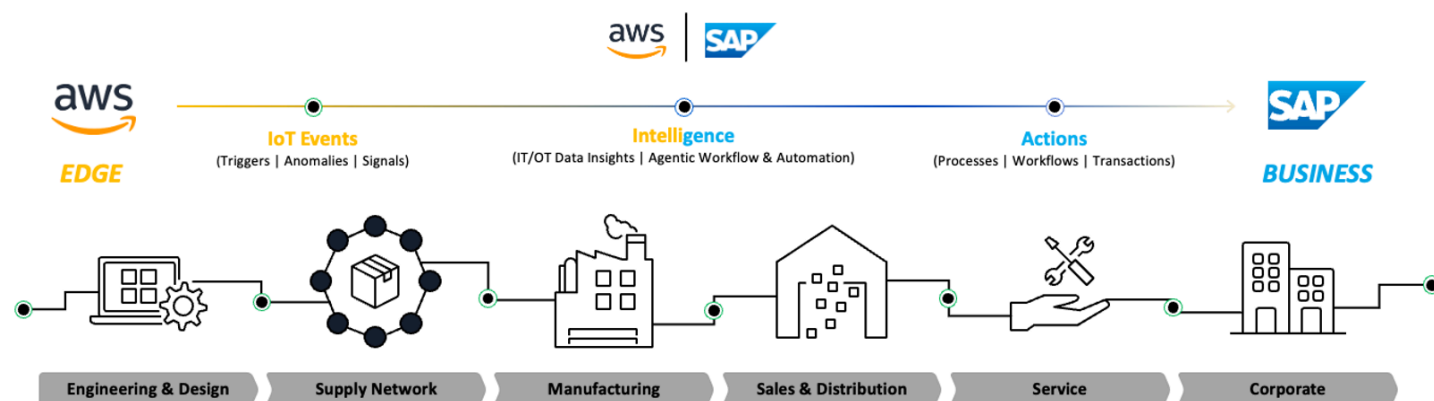 aws SAP
aws
SAP
IoT Events
Intelligence
Actions
(Triggers | Anomalies | Signals)
(IT/OT Data Insights | Agentic Workflow & Automation)
(Processes | Workflows | Transactions)
EDGE
BUSINESS
Engineering & Design
Supply Network
Manufacturing
Sales & Distribution
Service
Corporate